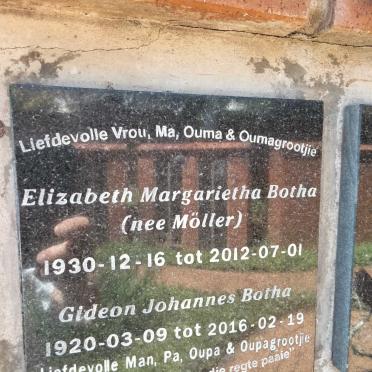 Liefdevolle Vrou, Ma, Ouma & Oumagrootjie
Elizabeth Margarietha Botha
(nee Möller)
1930-12-16 tot 2012-07-01
Gideon Johannes Botha
1920-03-09 tot 2016-02-19
Liefdevolle Man, Pa, Oupa & Oupagrootjie
die regte paaie"